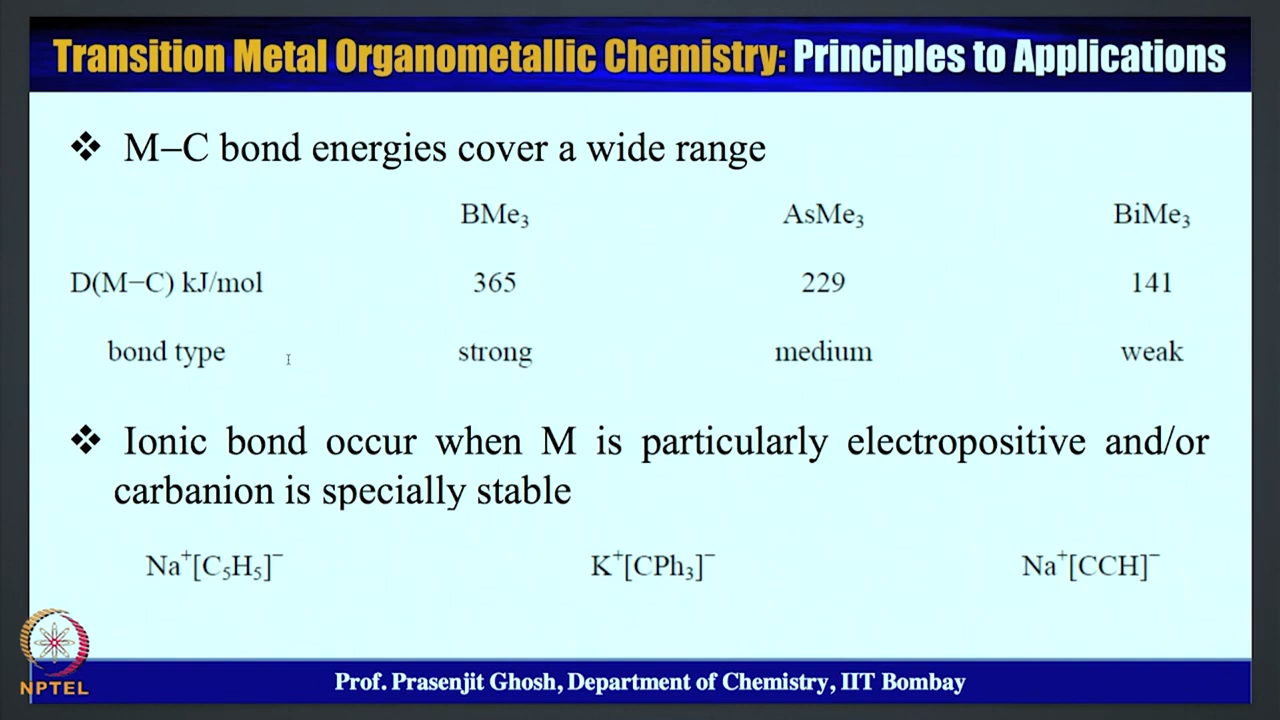 Transition Metal Organometallic Chemistry: Principles to Applications
❖ M−C bond energies cover a wide range
BMe₃ AsMe₃ BiMe₃
D(M−C) kJ/mol 365 229 141
bond type strong medium weak
❖ Ionic bond occur when M is particularly electropositive and/or
carbanion is specially stable
Na⁺[C₅H₅]⁻ K⁺[CPh₃]⁻ Na⁺[CCH]⁻
NPTEL
Prof. Prasenjit Ghosh, Department of Chemistry, IIT Bombay